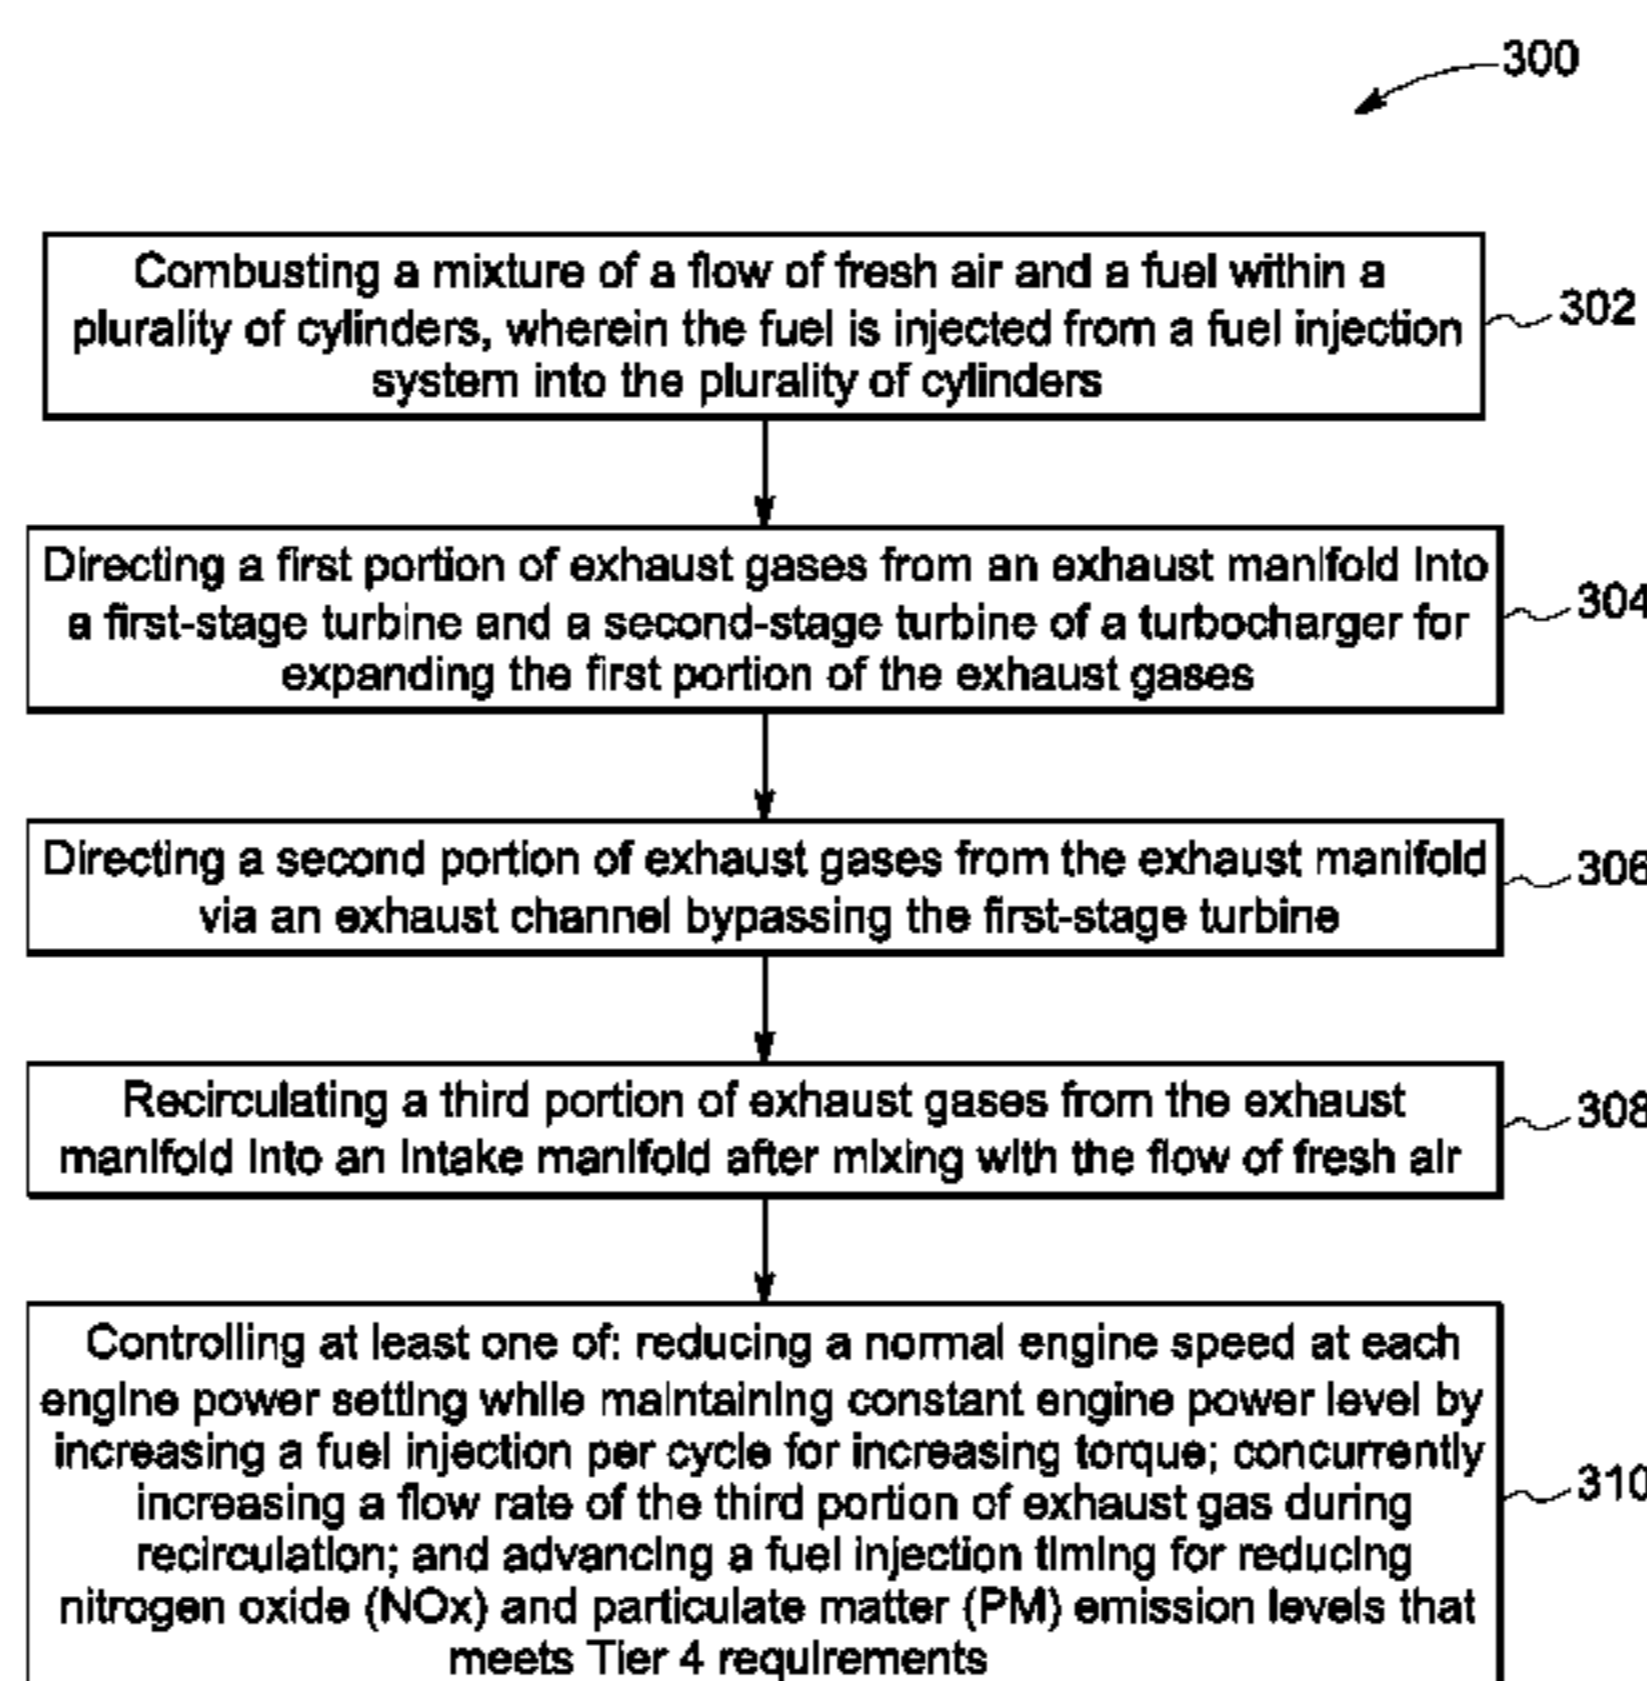 300
Combusting a mixture of a flow of fresh air and a fuel within a
plurality of cylinders, wherein the fuel is injected from a fuel injection
system into the plurality of cylinders
302
Directing a first portion of exhaust gases from an exhaust manifold into
a first-stage turbine and a second-stage turbine of a turbocharger for
expanding the first portion of the exhaust gases
304
Directing a second portion of exhaust gases from the exhaust manifold
via an exhaust channel bypassing the first-stage turbine
306
Recirculating a third portion of exhaust gases from the exhaust
manifold into an intake manifold after mixing with the flow of fresh air
308
Controlling at least one of: reducing a normal engine speed at each
engine power setting while maintaining constant engine power level by
increasing a fuel injection per cycle for increasing torque; concurrently
increasing a flow rate of the third portion of exhaust gas during
recirculation; and advancing a fuel injection timing for reducing
nitrogen oxide (NOx) and particulate matter (PM) emission levels that
meets Tier 4 requirements
310